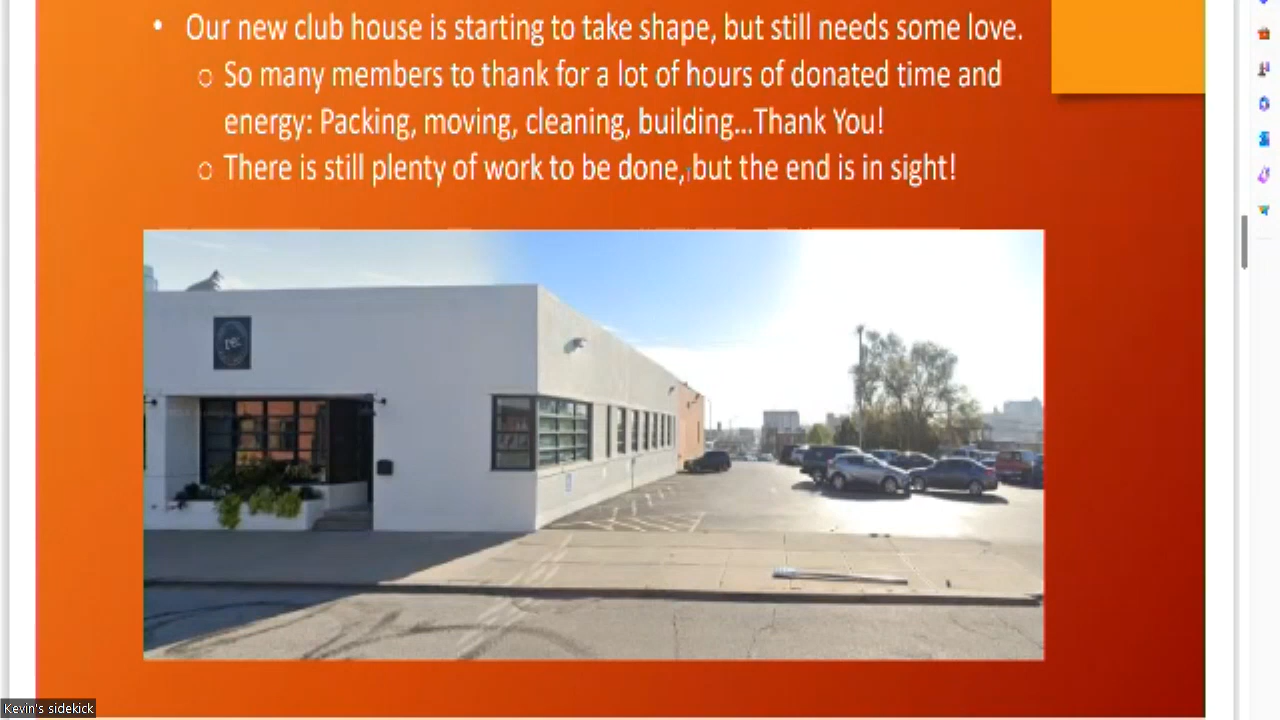 • Our new club house is starting to take shape, but still needs some love.
o So many members to thank for a lot of hours of donated time and
energy: Packing, moving, cleaning, building...Thank You!
o There is still plenty of work to be done, but the end is in sight!
Kevin's sidekick